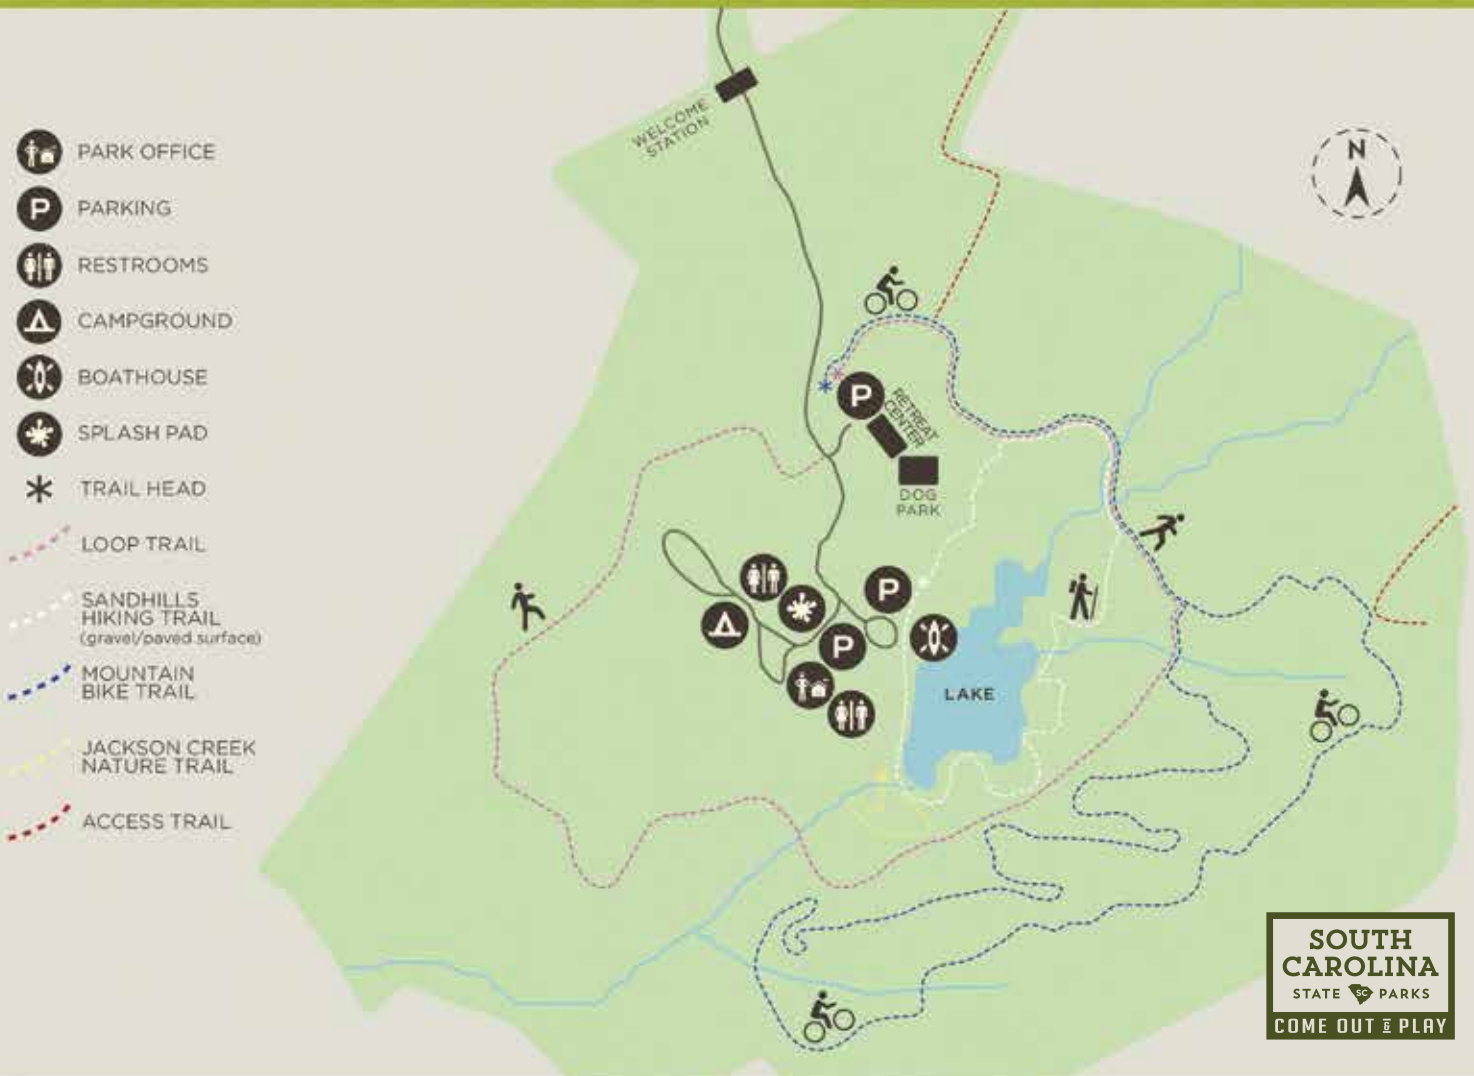 WELCOME
STATION
N
PARK OFFICE
P
PARKING
RESTROOMS
CAMPGROUND
BOATHOUSE
SPLASH PAD
TRAIL HEAD
LOOP TRAIL
SANDHILLS
HIKING TRAIL
(gravel/paved surface)
MOUNTAIN
BIKE TRAIL
JACKSON CREEK
NATURE TRAIL
ACCESS TRAIL
P
RETREAT
CENTER
DOG
PARK
P
P
LAKE
SOUTH
CAROLINA
STATE SC PARKS
COME OUT & PLAY